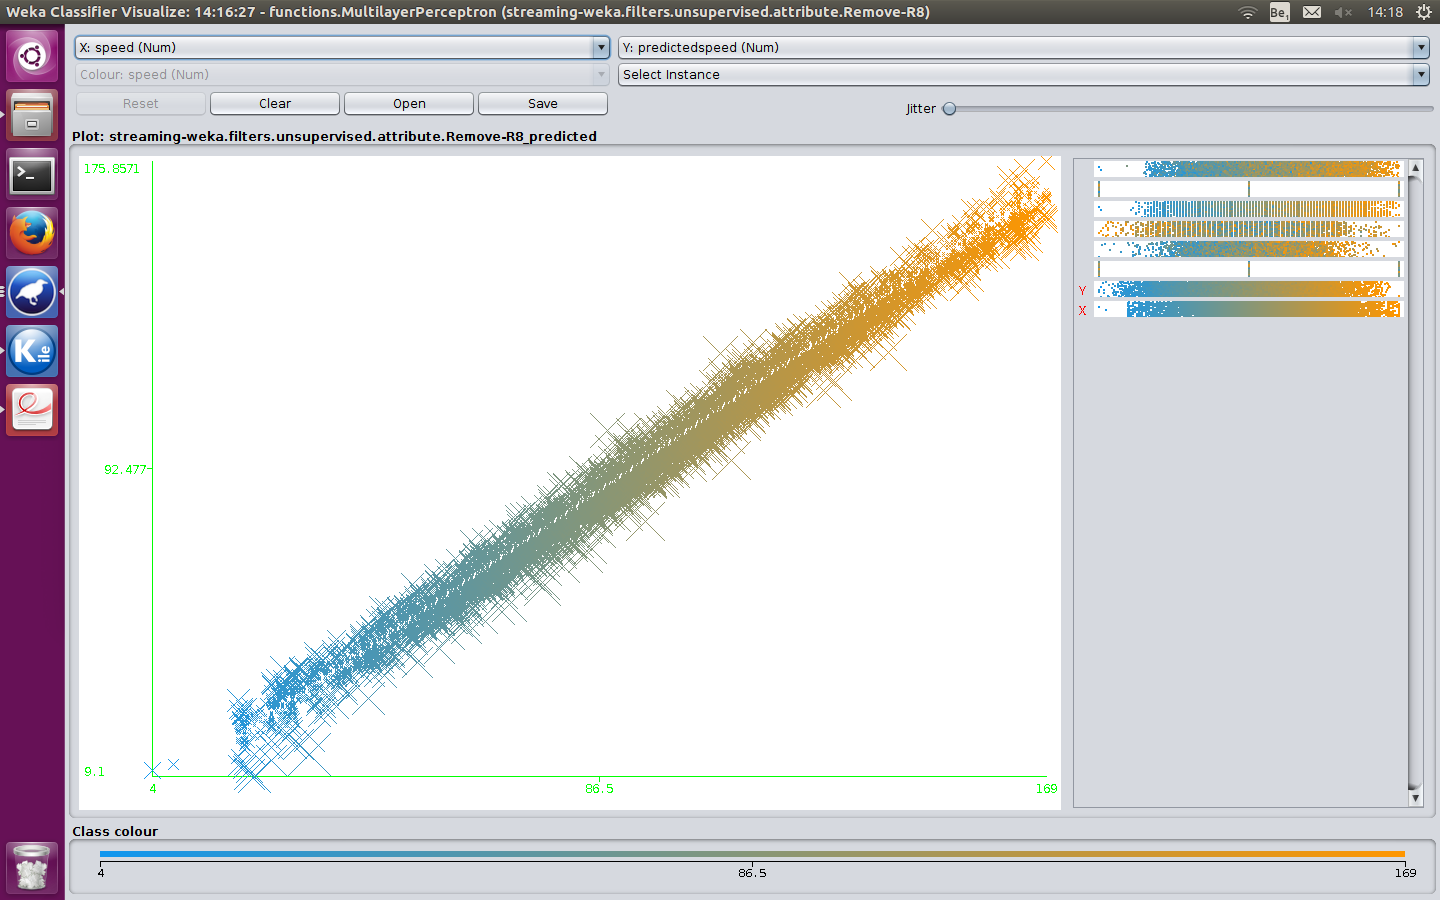 Weka Classifier Visualize: 14:16:27 - functions.MultilayerPerceptron (streaming-weka.filters.unsupervised.attribute.Remove-R8)
Be1
14:18
X: speed (Num)
Y: predictedspeed (Num)
Colour: speed (Num)
Select Instance
Reset
Clear
Open
Save
Jitter
Plot: streaming-weka.filters.unsupervised.attribute.Remove-R8_predicted
175.8571
92.477
9.1
4
86.5
169
Y
X
K ile
Class colour
4
86.5
169